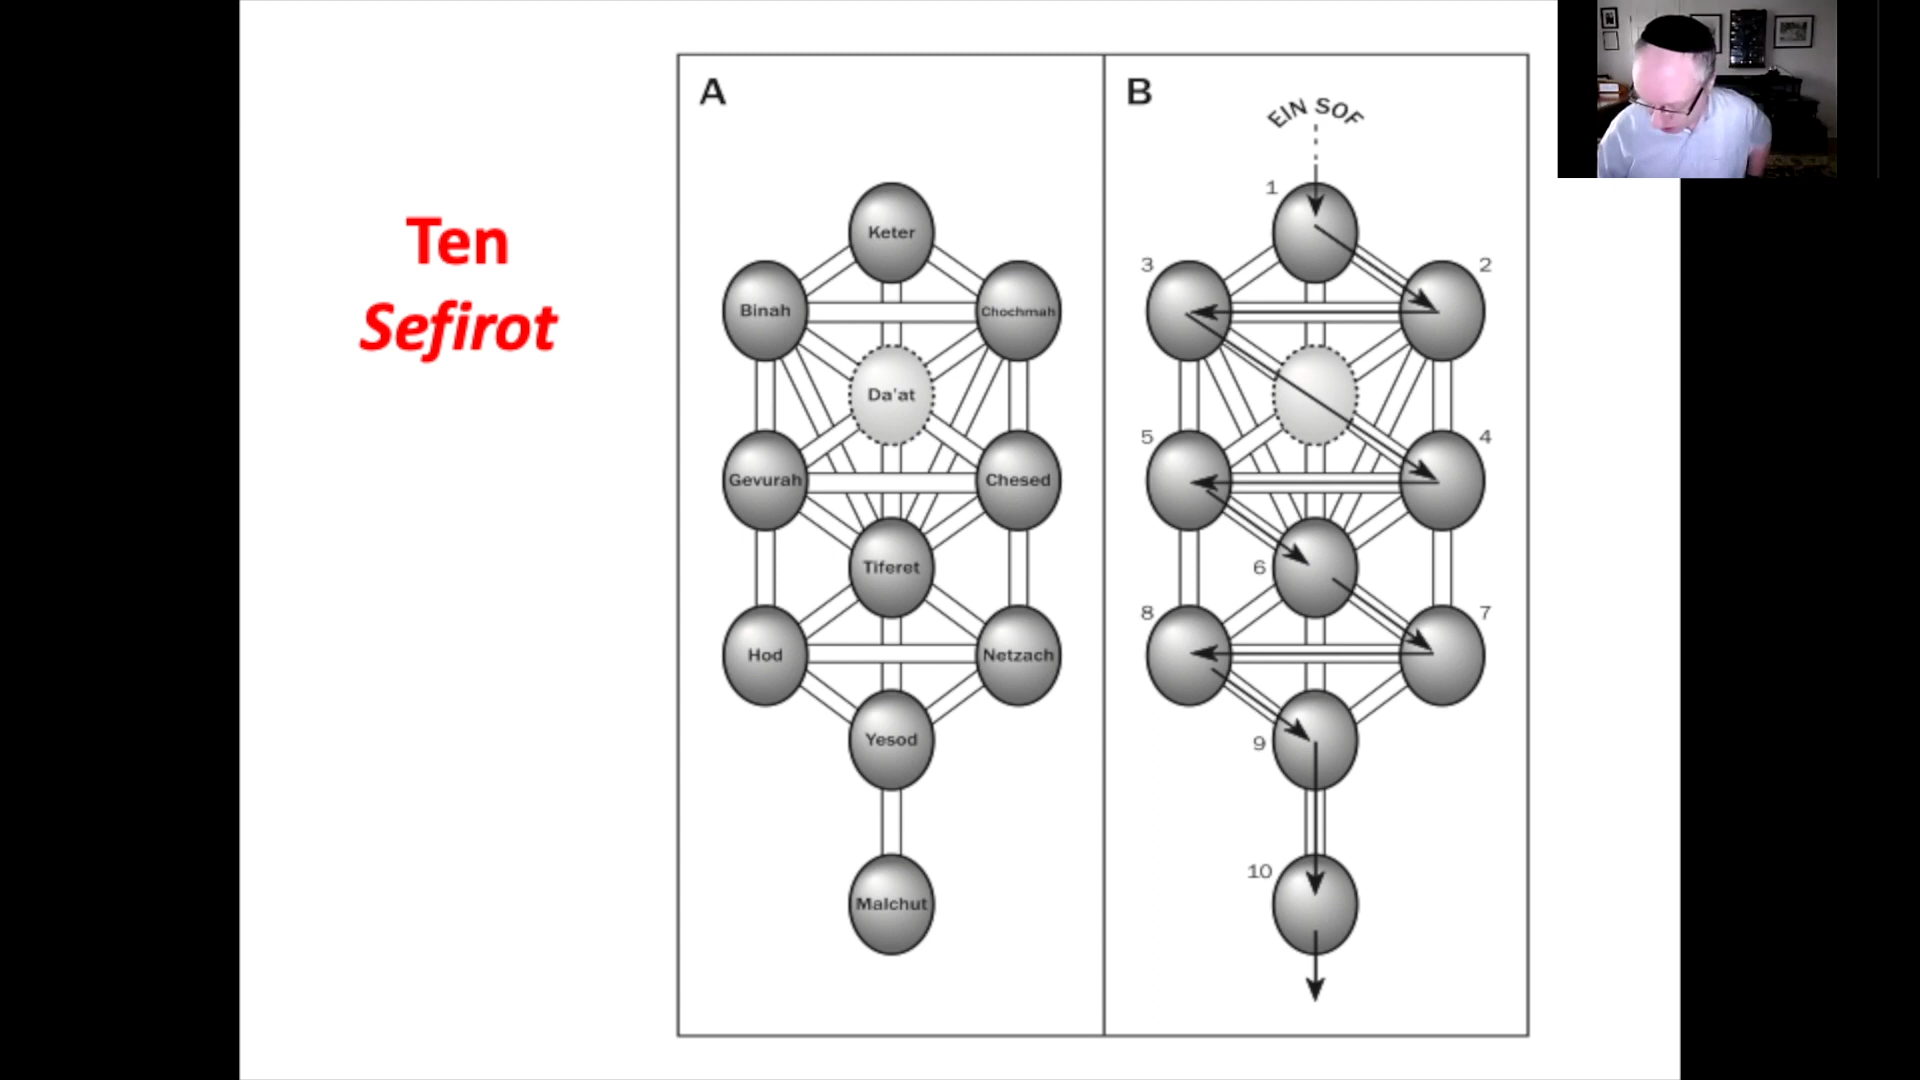 Ten
Sefirot
A
Keter
Binah
Chochmah
Da'at
Gevurah
Chesed
Tiferet
Hod
Netzach
Yesod
Malchut
B
EIN SOF
1
3
2
5
4
6
8
7
9
10